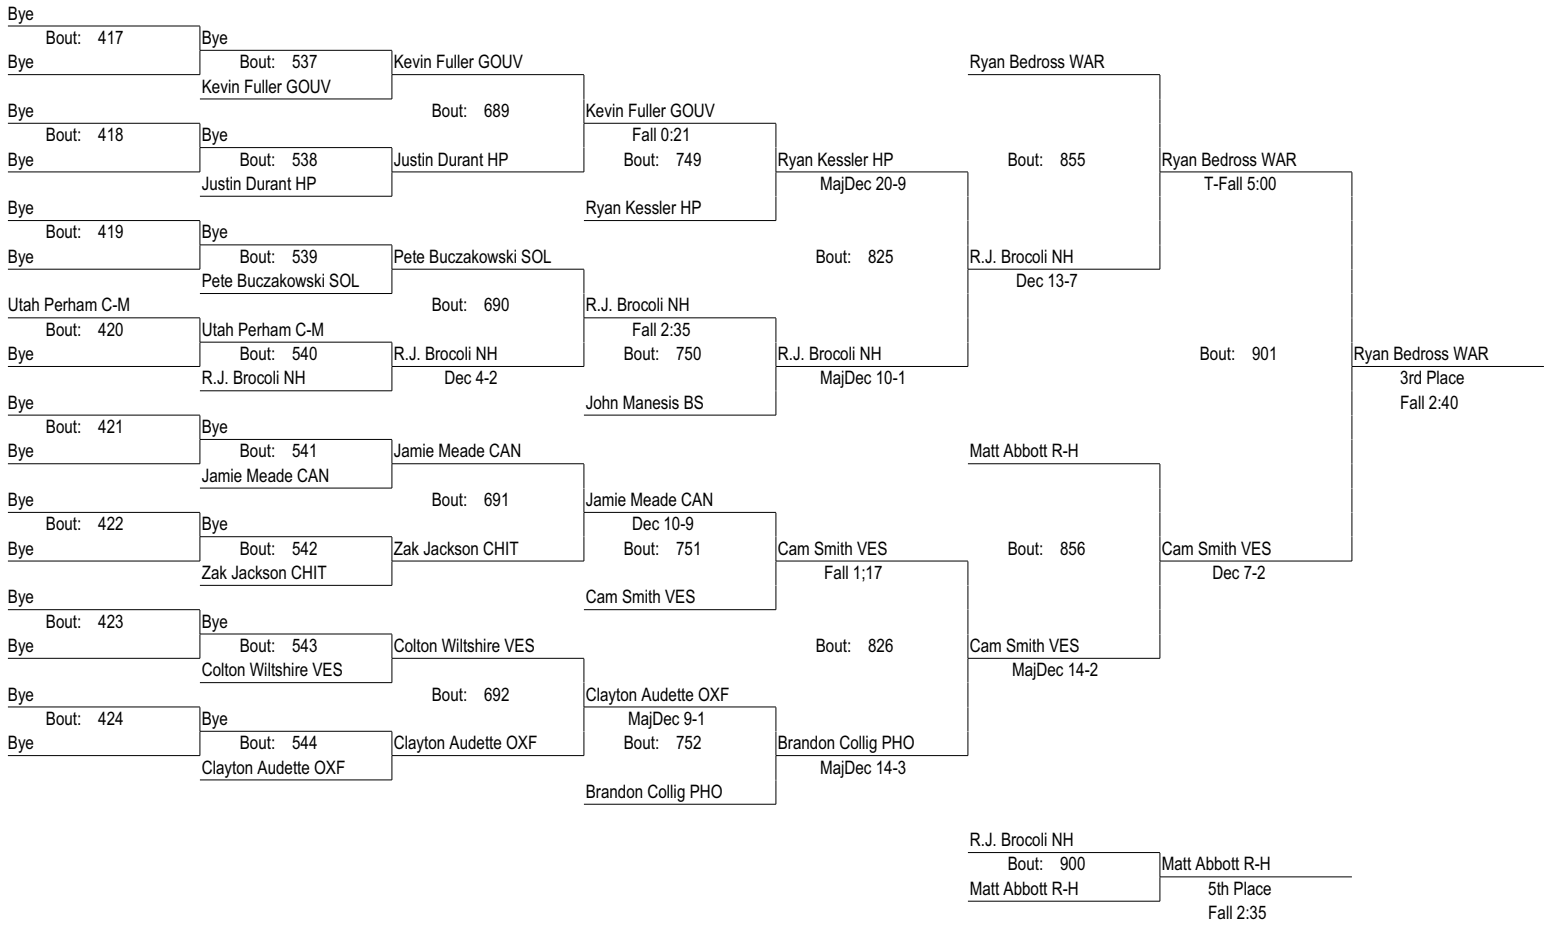 Bye
Bout: 417
Bye
Bye
Bout: 418
Bye
Bye
Bout: 419
Bye
Utah Perham C-M
Bout: 420
Bye
Bye
Bout: 421
Bye
Bye
Bout: 422
Bye
Bye
Bout: 423
Bye
Bye
Bout: 424
Bye
Bye
Bout: 537
Kevin Fuller GOUV
Bye
Bout: 538
Justin Durant HP
Bye
Bout: 539
Pete Buczakowski SOL
Utah Perham C-M
Bout: 540
R.J. Brocoli NH
Bye
Bout: 541
Jamie Meade CAN
Bye
Bout: 542
Zak Jackson CHIT
Bye
Bout: 543
Colton Wiltshire VES
Bye
Bout: 544
Clayton Audette OXF
Kevin Fuller GOUV
Bout: 689
Justin Durant HP
Pete Buczakowski SOL
Bout: 690
R.J. Brocoli NH
Dec 4-2
Jamie Meade CAN
Bout: 691
Zak Jackson CHIT
Colton Wiltshire VES
Bout: 692
Clayton Audette OXF
Kevin Fuller GOUV
Fall 0:21
Bout: 749
Ryan Kessler HP
R.J. Brocoli NH
Fall 2:35
Bout: 750
John Manesis BS
Jamie Meade CAN
Dec 10-9
Bout: 751
Cam Smith VES
Clayton Audette OXF
MajDec 9-1
Bout: 752
Brandon Collig PHO
Ryan Kessler HP
MajDec 20-9
Bout: 825
R.J. Brocoli NH
MajDec 10-1
Cam Smith VES
Fall 1;17
Bout: 826
Brandon Collig PHO
MajDec 14-3
Ryan Bedross WAR
Bout: 855
R.J. Brocoli NH
Dec 13-7
Matt Abbott R-H
Bout: 856
Cam Smith VES
MajDec 14-2
Ryan Bedross WAR
T-Fall 5:00
Bout: 901
Cam Smith VES
Dec 7-2
Ryan Bedross WAR
3rd Place
Fall 2:40
R.J. Brocoli NH
Bout: 900
Matt Abbott R-H
Matt Abbott R-H
5th Place
Fall 2:35